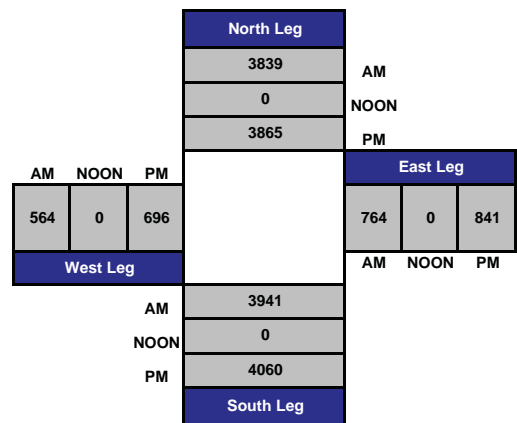 North Leg
3839
AM
0
NOON
3865
PM
AM NOON PM
East Leg
564 0 696
764 0 841
West Leg
AM NOON PM
AM
3941
NOON
0
PM
4060
South Leg